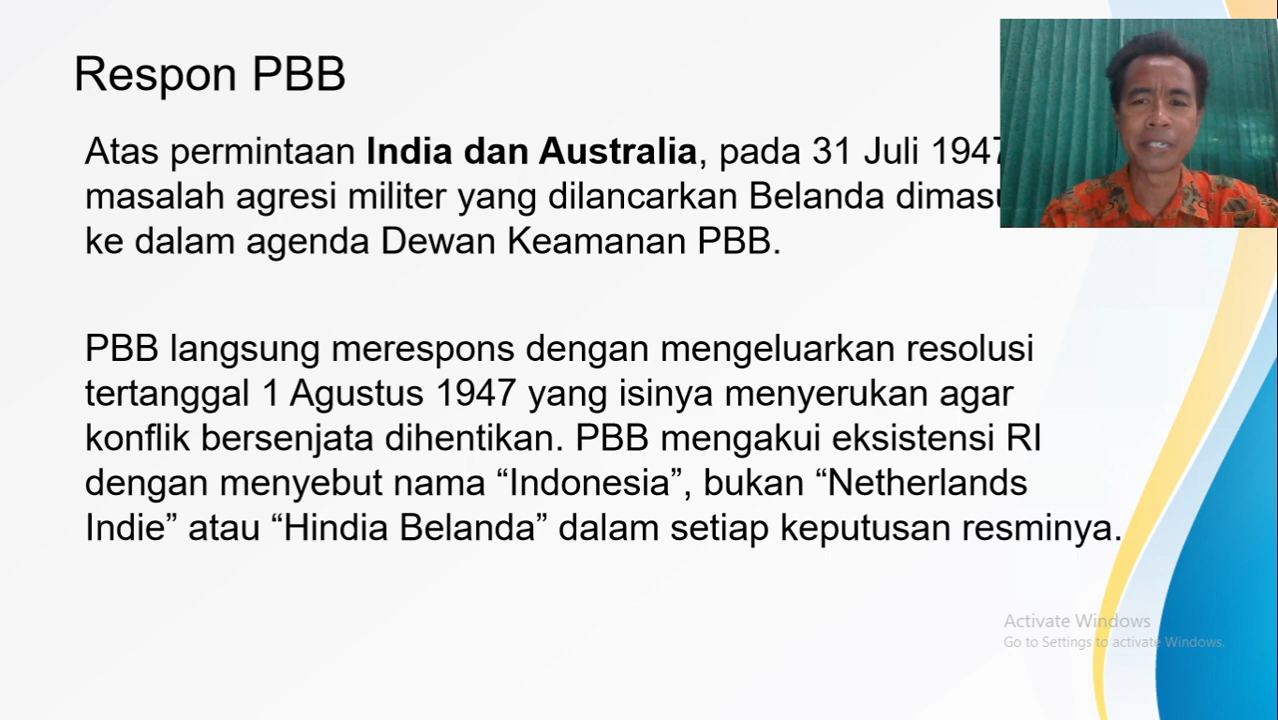 Respon PBB
Atas permintaan India dan Australia, pada 31 Juli 1947
masalah agresi militer yang dilancarkan Belanda
ke dalam agenda Dewan Keamanan PBB.
PBB langsung merespons dengan mengeluarkan resolusi
tertanggal 1 Agustus 1947 yang isinya menyerukan agar
konflik bersenjata dihentikan. PBB mengakui eksistensi RI
dengan menyebut nama “Indonesia”, bukan “Netherlands
Indie” atau “Hindia Belanda” dalam setiap keputusan resminya.
Activate Windows
Go to Settings to activate Windows.